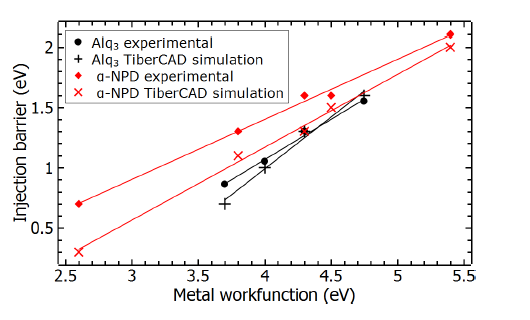 Alq3 experimental
Alq3 TiberCAD simulation
α-NPD experimental
α-NPD TiberCAD simulation
Injection barrier (eV)
2
1.5
1
0.5
2.5 3 3.5 4 4.5 5 5.5
Metal workfunction (eV)